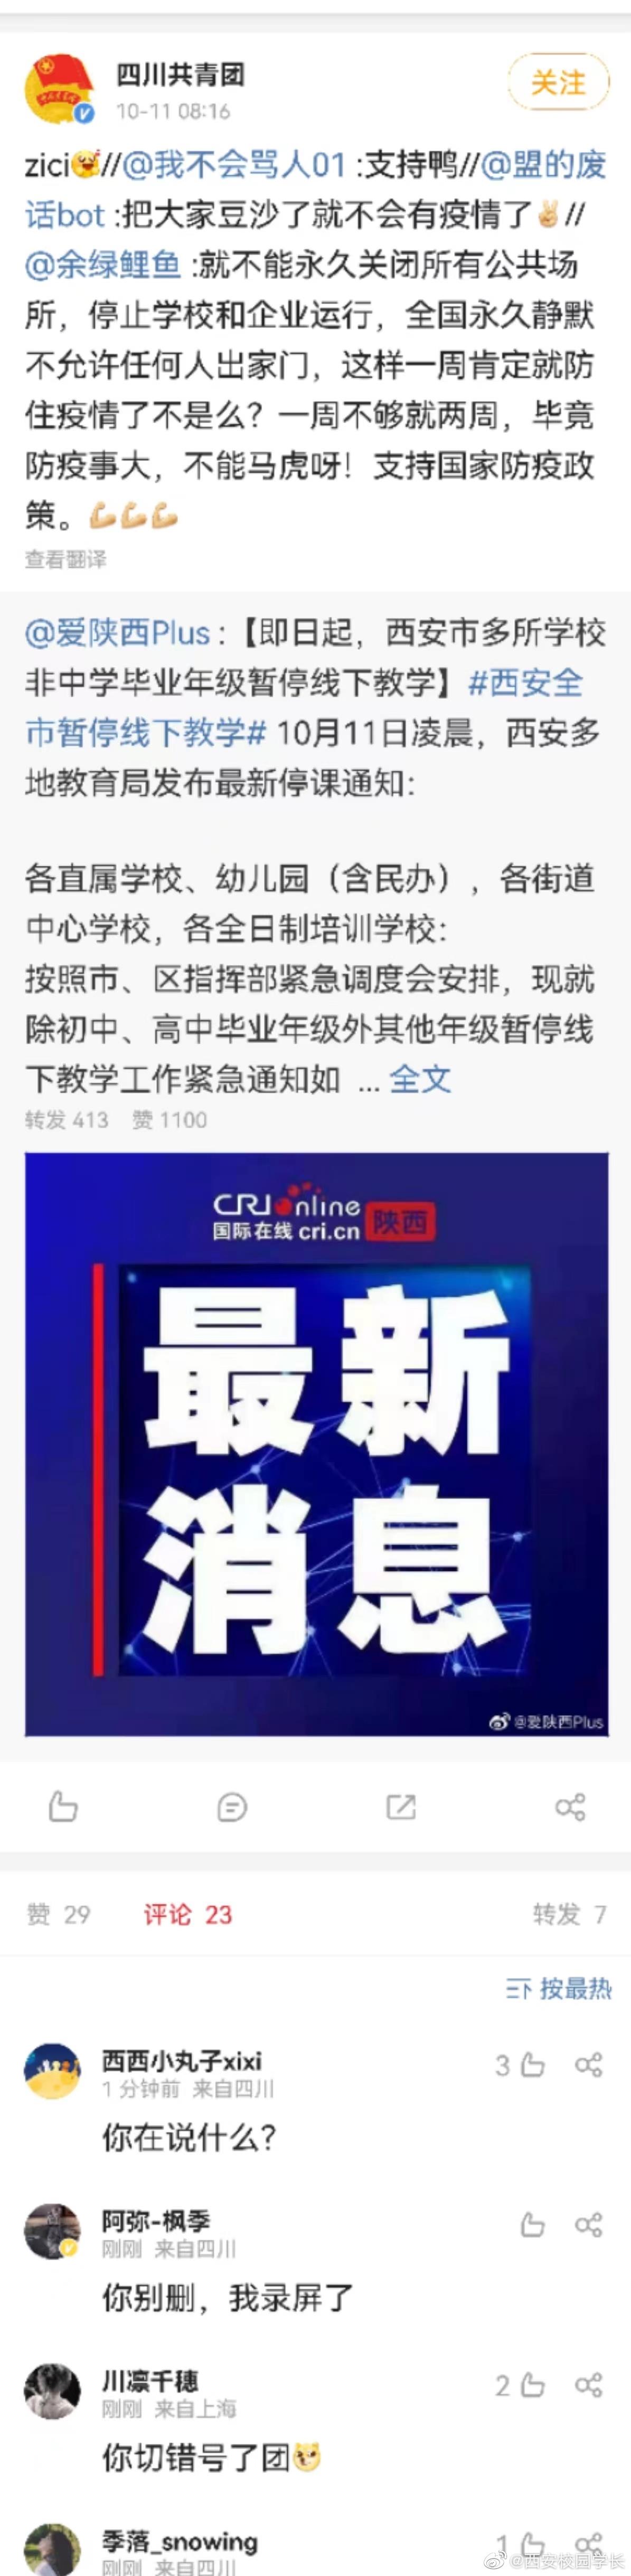 四川共青团
关注
10-11 08:16
zici//@我不会骂人01 :支持鸭//@盟的废
话bot :把大家豆沙了就不会有疫情了//
@余绿鲤鱼 :就不能永久关闭所有公共场
所，停止学校和企业运行，全国永久静默
不允许任何人出家门，这样一周肯定就防
住疫情了不是么？一周不够就两周，毕竟
防疫事大，不能马虎呀！支持国家防疫政
策。💪💪💪
查看翻译
@爱陕西Plus：【即日起，西安市多所学校
非中学毕业年级暂停线下教学】#西安全
市暂停线下教学# 10月11日凌晨，西安多
地教育局发布最新停课通知：
各直属学校、幼儿园（含民办），各街道
中心学校，各全日制培训学校：
按照市、区指挥部紧急调度会安排，现就
除初中、高中毕业年级外其他年级暂停线
下教学工作紧急通知如 ... 全文
转发 413 赞 1100
CRI online
国际在线 cri.cn 陕西
最新
消息
@爱陕西Plus
赞 29 评论 23 转发 7
按最热
西西小丸子xixi
3
1 分钟前 来自四川
你在说什么？
阿弥-枫季
刚刚 来自四川
你别删，我录屏了
川凛千穗
2
刚刚 来自上海
你切错号了团
季落_snowing
1
刚刚 来自四川
@西安校园学长